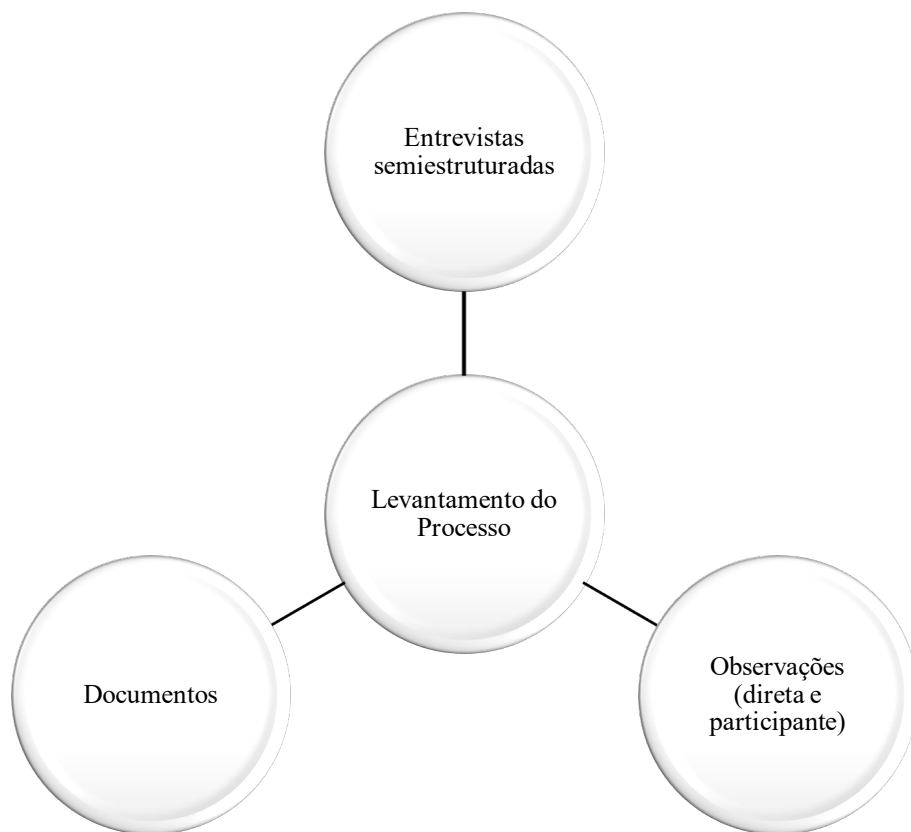 Entrevistas
semiestruturadas
Levantamento do
Processo
Documentos
Observações
(direta e
participante)